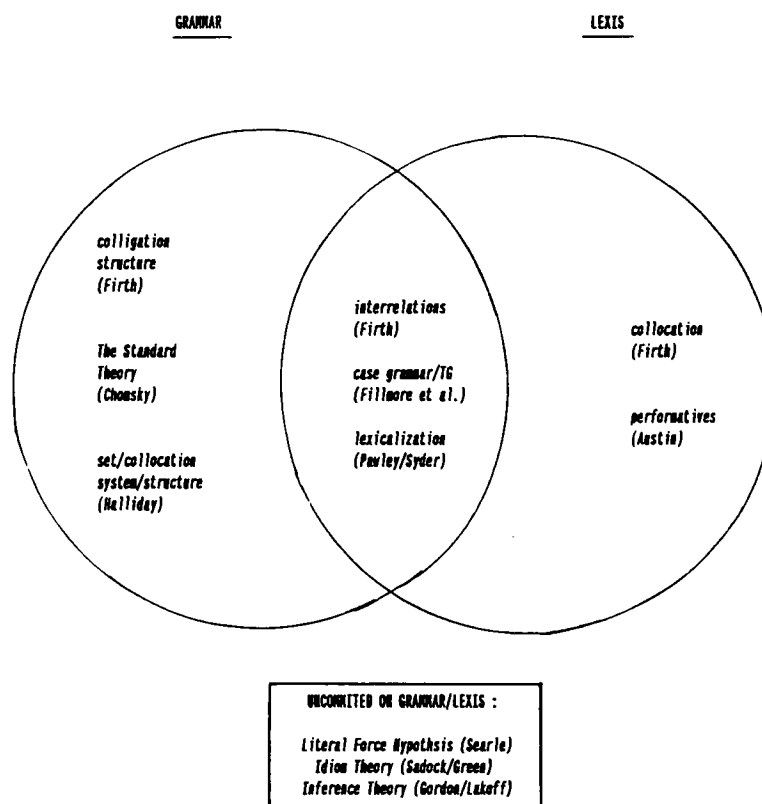 GRAMMAR
LEXIS
colligation
structure
(Firth)
The Standard
Theory
(Chomsky)
set/collocation
system/structure
(Halliday)
interrelations
(Firth)
case grammar/TG
(Fillmore et al.)
lexicalization
(Pawley/Syder)
collocation
(Firth)
performatives
(Austin)
UNCOMMITED ON GRAMMAR/LEXIS :
Literal Force Hypothsis (Searle)
Idiom Theory (Sadock/Green)
Inference Theory (Gordon/Lakoff)